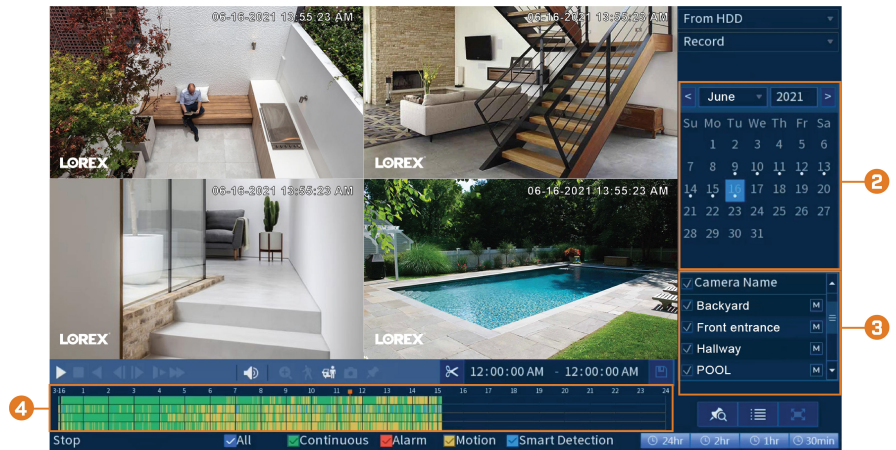 06-16-2021 13:55:23 AM
06-16-2021 13:55:23 AM
LOREX
LOREX
06-16-2021 13:55:23 AM
06-16-2021 13:55:23 AM
LOREX
LOREX
From HDD
Record
< June 2021 >
Su Mo Tu We Th Fr Sa
1 2 3 4 5 6
7 8 9 10 11 12 13
14 15 16 17 18 19 20
21 22 23 24 25 26 27
28 29 30 31
2
Camera Name
Backyard M
Front entrance M
Hallway M
POOL M
3
12:00:00 AM - 12:00:00 AM
3-16 1 2 3 4 5 6 7 8 9 10 11 12 13 14 15 16 17 18 19 20 21 22 23 24
4
Stop All Continuous Alarm Motion Smart Detection 24hr 2hr 1hr 30min